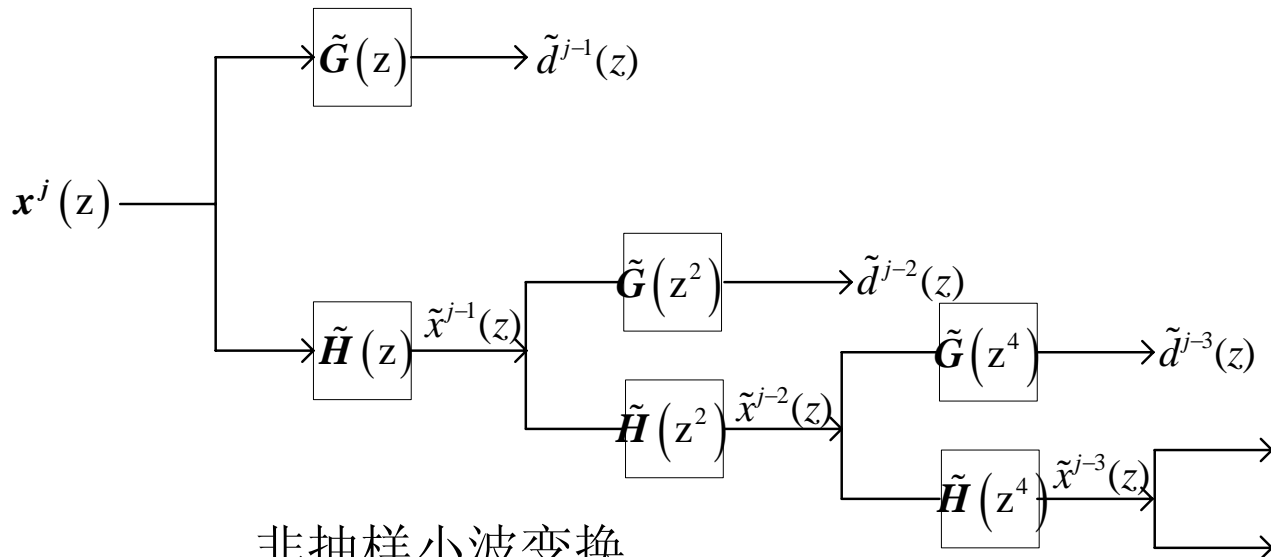 G̃(z)
d̃^{j−1}(z)
x^j(z)
G̃(z²)
d̃^{j−2}(z)
H̃(z)
x̃^{j−1}(z)
G̃(z⁴)
d̃^{j−3}(z)
H̃(z²)
x̃^{j−2}(z)
H̃(z⁴)
x̃^{j−3}(z)
非抽样小波变换